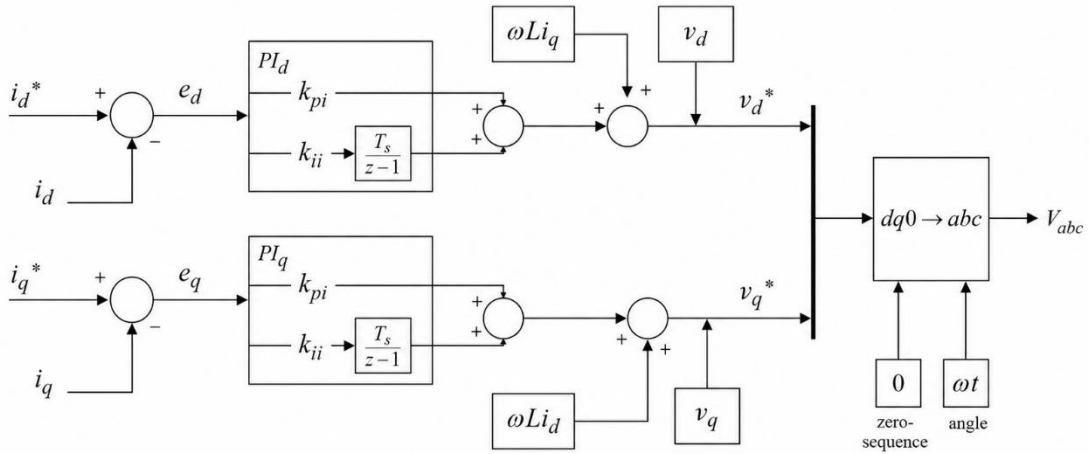 ωLi_q
v_d
PI_d
i_d*
+
e_d
k_pi
+
+
+
+
v_d*
−
k_ii
T_s
z−1
i_d
dq0 → abc
V_abc
PI_q
i_q*
+
e_q
k_pi
+
+
v_q*
−
k_ii
T_s
z−1
+
+
i_q
ωLi_d
v_q
0
ωt
zero-
sequence
angle